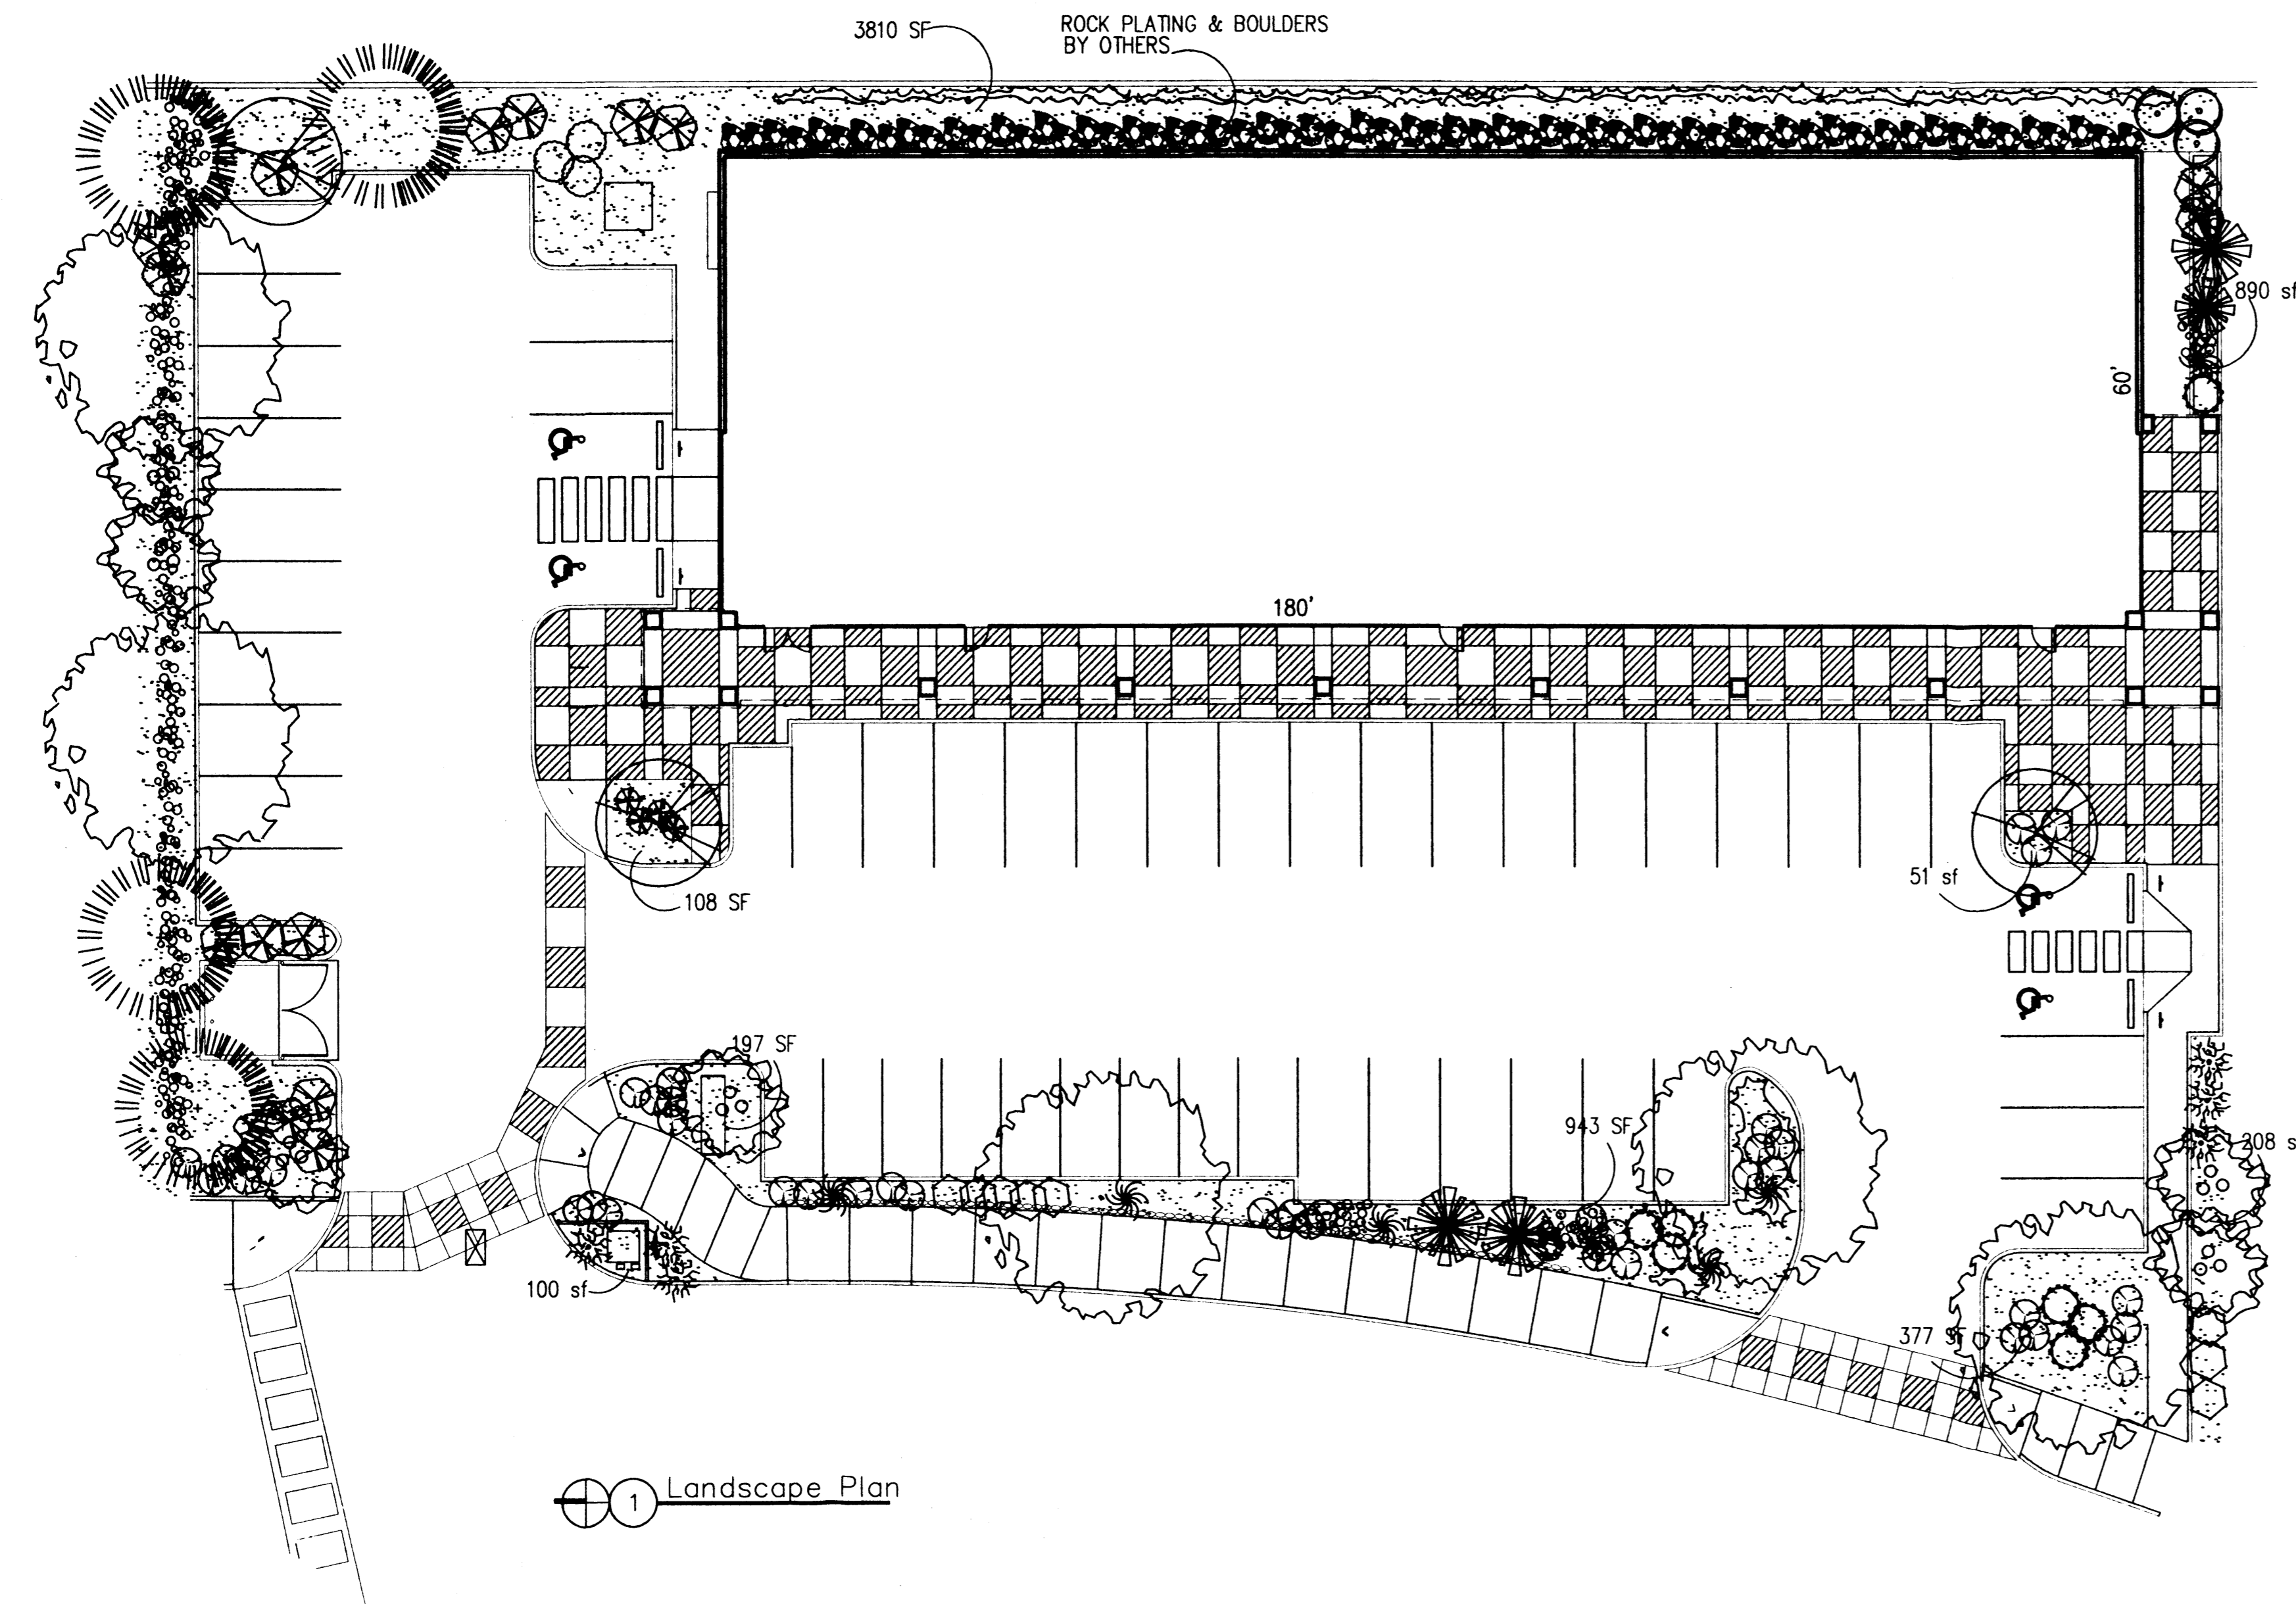 3810 SF
ROCK PLATING & BOULDERS
BY OTHERS
890 sf
60'
180'
108 SF
51 sf
197 SF
943 SF
208 s
100 sf
377 SF
1
Landscape Plan